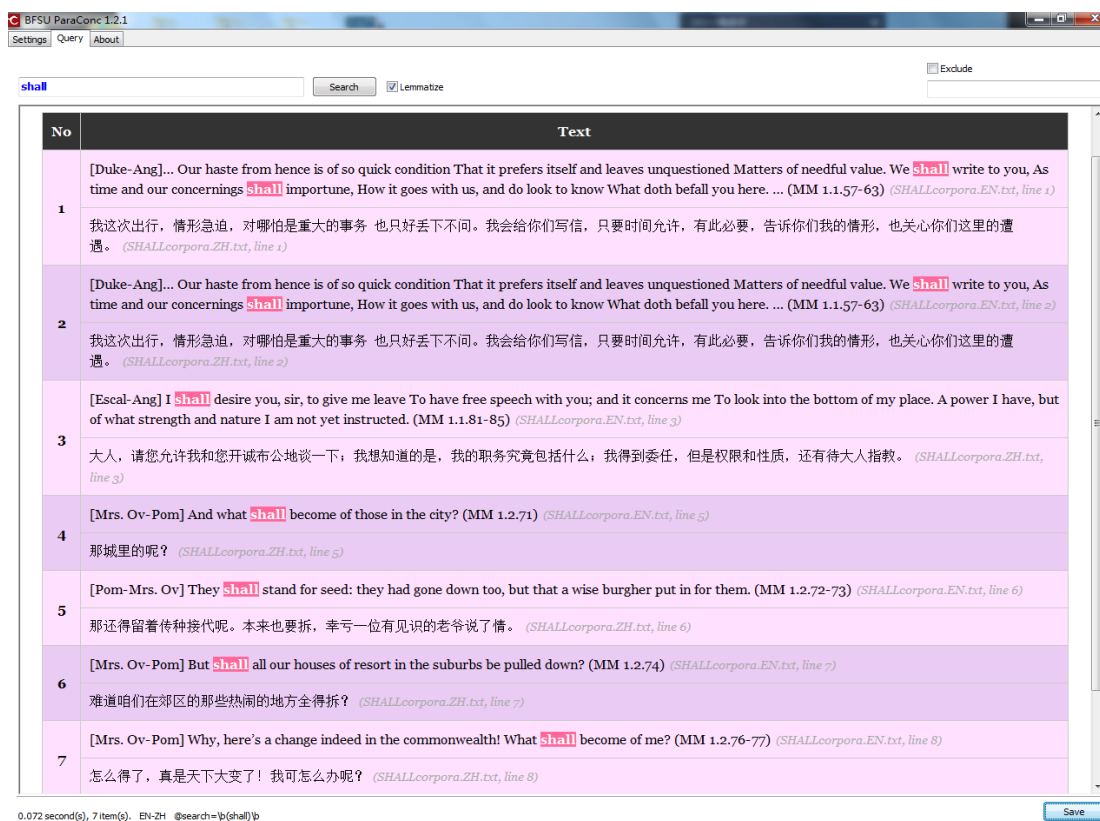 BFSU ParaConc 1.2.1
Settings Query About
Exclude
shall Search Lemmatize
No Text
[Duke-Ang]... Our haste from hence is of so quick condition That it prefers itself and leaves unquestioned Matters of needful value. We shall write to you, As
time and our concernings shall importune, How it goes with us, and do look to know What doth befall you here. ... (MM 1.1.57-63) (SHALLcorpora.EN.txt, line 1)
1
我这次出行，情形急迫，对哪怕是重大的事务 也只好丢下不问。我会给你们写信，只要时间允许，有此必要，告诉你们我的情形，也关心你们这里的遭
遇。 (SHALLcorpora.ZH.txt, line 1)
[Duke-Ang]... Our haste from hence is of so quick condition That it prefers itself and leaves unquestioned Matters of needful value. We shall write to you, As
time and our concernings shall importune, How it goes with us, and do look to know What doth befall you here. ... (MM 1.1.57-63) (SHALLcorpora.EN.txt, line 2)
2
我这次出行，情形急迫，对哪怕是重大的事务 也只好丢下不问。我会给你们写信，只要时间允许，有此必要，告诉你们我的情形，也关心你们这里的遭
遇。 (SHALLcorpora.ZH.txt, line 2)
[Escal-Ang] I shall desire you, sir, to give me leave To have free speech with you; and it concerns me To look into the bottom of my place. A power I have, but
of what strength and nature I am not yet instructed. (MM 1.1.81-85) (SHALLcorpora.EN.txt, line 3)
3
大人，请您允许我和您开诚布公地谈一下；我想知道的是，我的职务究竟包括什么；我得到委任，但是权限和性质，还有待大人指教。 (SHALLcorpora.ZH.txt,
line 3)
[Mrs. Ov-Pom] And what shall become of those in the city? (MM 1.2.71) (SHALLcorpora.EN.txt, line 5)
4
那城里的呢？ (SHALLcorpora.ZH.txt, line 5)
[Pom-Mrs. Ov] They shall stand for seed: they had gone down too, but that a wise burgher put in for them. (MM 1.2.72-73) (SHALLcorpora.EN.txt, line 6)
5
那还得留着传种接代呢。本来也要拆，幸亏一位有见识的老爷说了情。 (SHALLcorpora.ZH.txt, line 6)
[Mrs. Ov-Pom] But shall all our houses of resort in the suburbs be pulled down? (MM 1.2.74) (SHALLcorpora.EN.txt, line 7)
6
难道咱们在郊区的那些热闹的地方全得拆？ (SHALLcorpora.ZH.txt, line 7)
[Mrs. Ov-Pom] Why, here's a change indeed in the commonwealth! What shall become of me? (MM 1.2.76-77) (SHALLcorpora.EN.txt, line 8)
7
怎么得了，真是天下大变了！我可怎么办呢？ (SHALLcorpora.ZH.txt, line 8)
0.072 second(s), 7 item(s). EN-ZH @search=\b(shall)\b
Save